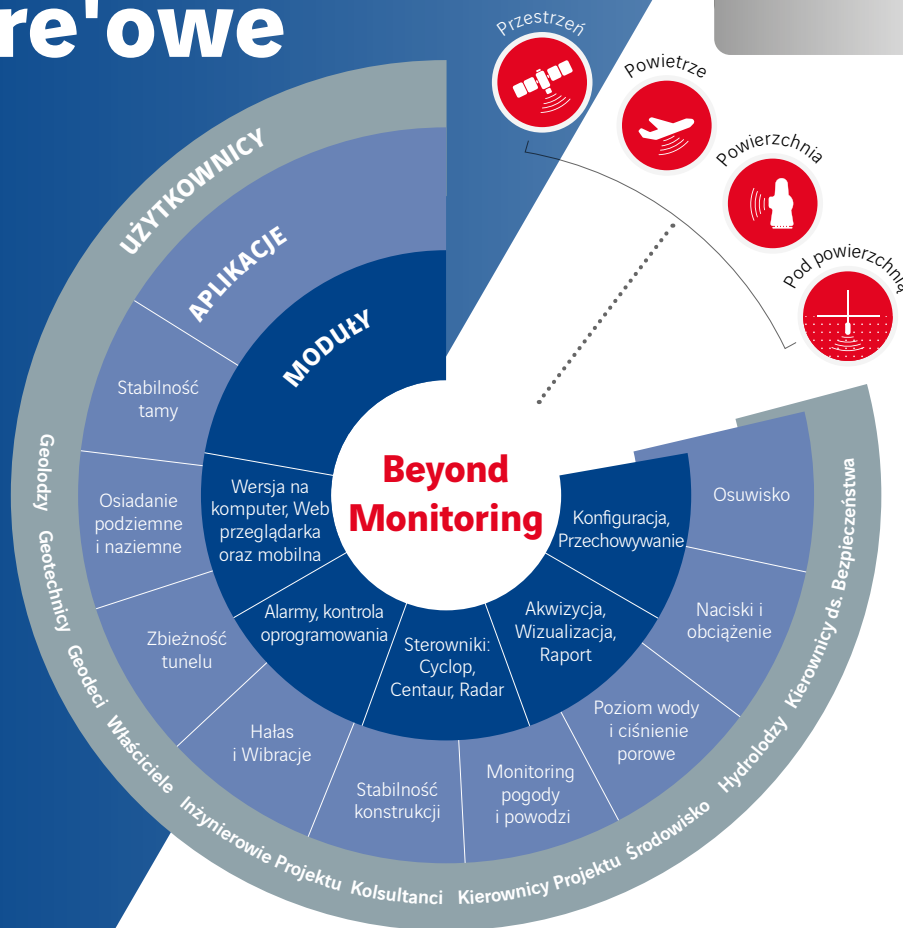 re'owe
Przestrzeń
Powietrze
Powierzchnia
Pod powierzchnią
UŻYTKOWNICY
APLIKACJE
MODUŁY
Beyond
Monitoring
Wersja na
komputer, Web
przeglądarka
oraz mobilna
Alarmy, kontrola
oprogramowania
Sterowniki:
Cyclop,
Centaur, Radar
Akwizycja,
Wizualizacja,
Raport
Konfiguracja,
Przechowywanie
Stabilność
tamy
Osiadanie
podziemne
i naziemne
Zbieżność
tunelu
Hałas
i Wibracje
Stabilność
konstrukcji
Monitoring
pogody
i powodzi
Poziom wody
i ciśnienie
porowe
Naciski i
obciążenie
Osuwisko
Geolodzy
Geotechnicy
Geodeci
Właściciele
Inżynierowie Projektu
Kolsultanci
Kierownicy Projektu
Środowisko
Hydrolodzy
Kierownicy ds. Bezpieczeństwa